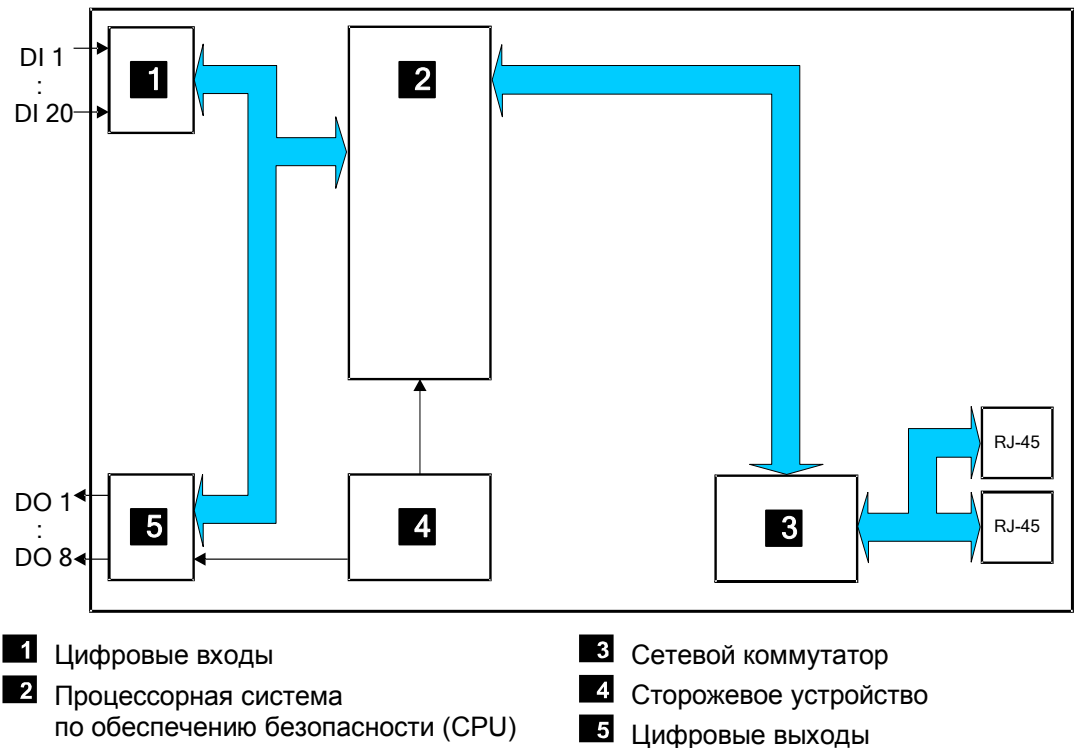 DI 1
:
DI 20
1
2
RJ-45
RJ-45
DO 1
:
DO 8
5
4
3
1 Цифровые входы
2 Процессорная система
по обеспечению безопасности (CPU)
3 Сетевой коммутатор
4 Сторожевое устройство
5 Цифровые выходы